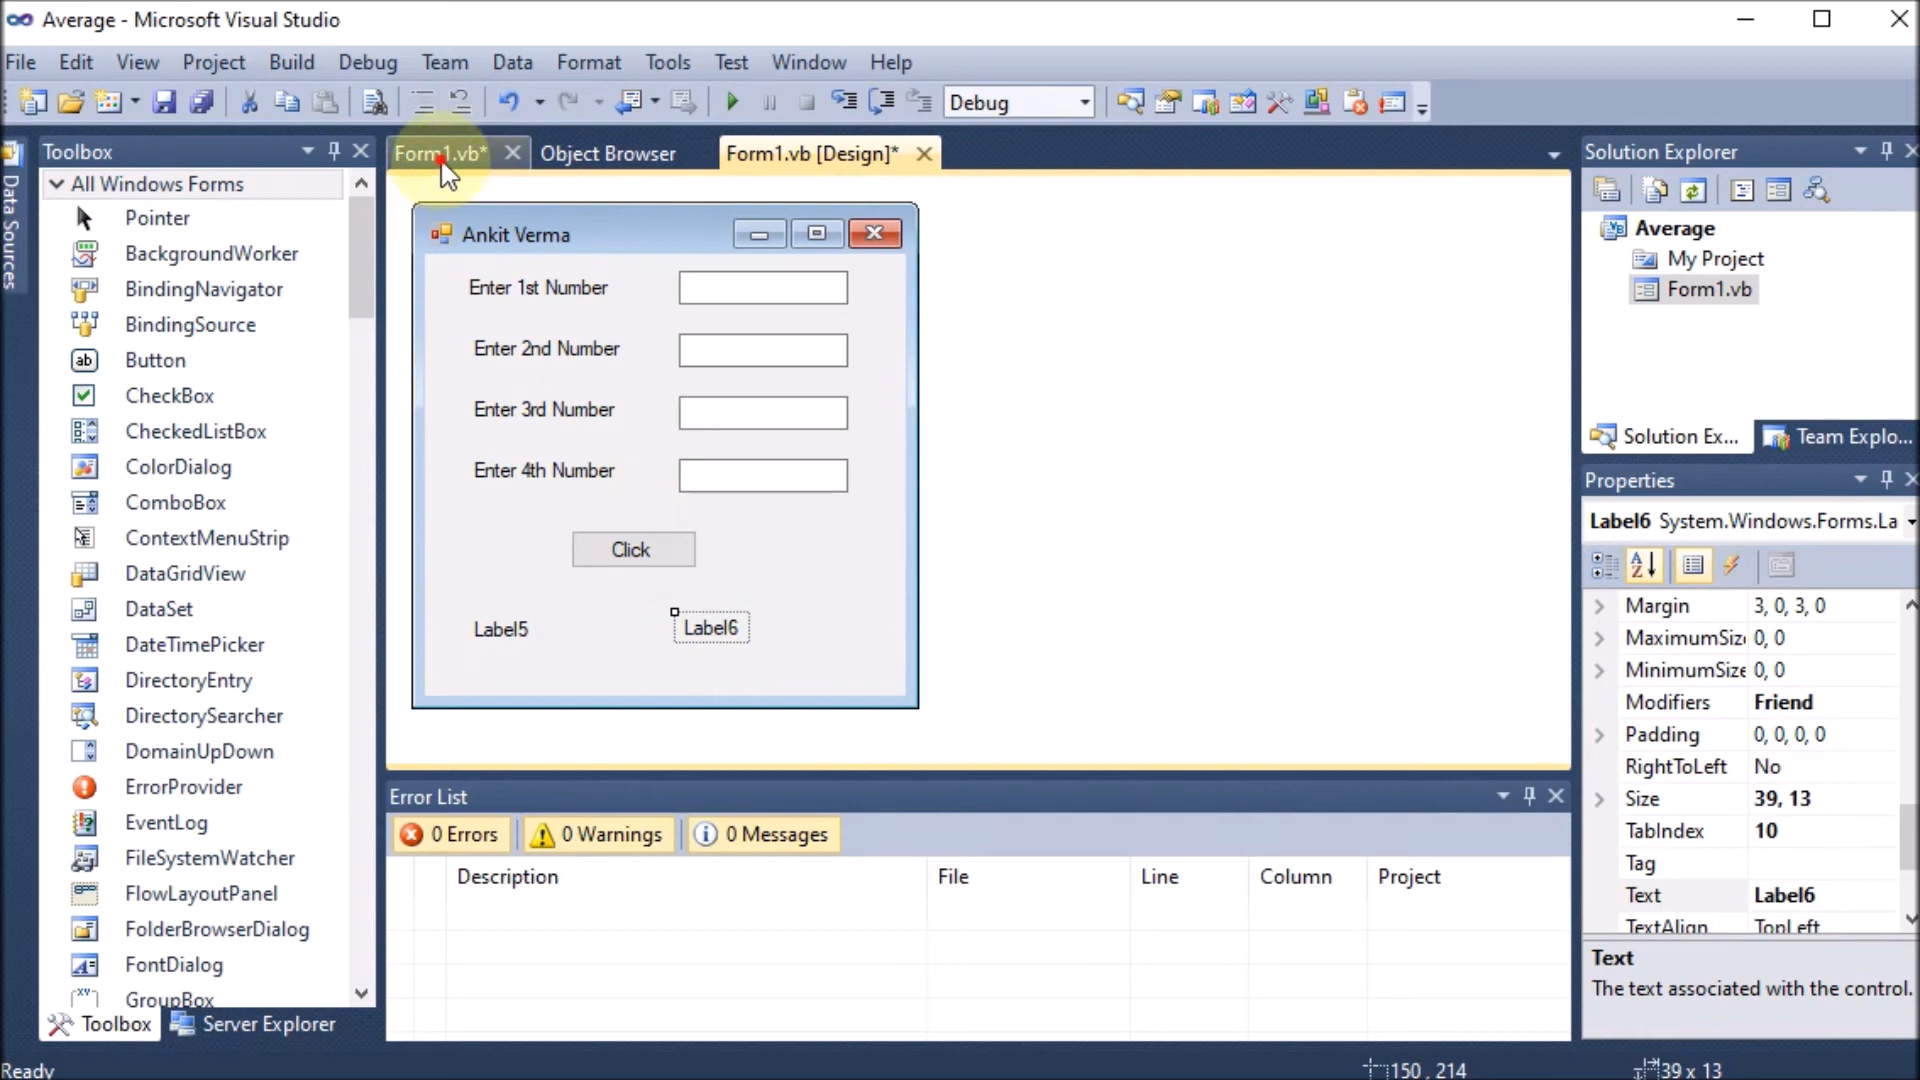 Average - Microsoft Visual Studio
File Edit View Project Build Debug Team Data Format Tools Test Window Help
Debug
Data Sources
Toolbox
All Windows Forms
Pointer
BackgroundWorker
BindingNavigator
BindingSource
ab Button
CheckBox
CheckedListBox
ColorDialog
ComboBox
ContextMenuStrip
DataGridView
DataSet
DateTimePicker
DirectoryEntry
DirectorySearcher
DomainUpDown
ErrorProvider
EventLog
FileSystemWatcher
FlowLayoutPanel
FolderBrowserDialog
FontDialog
GroupBox
Toolbox Server Explorer
Form1.vb* Object Browser Form1.vb [Design]*
Ankit Verma
Enter 1st Number
Enter 2nd Number
Enter 3rd Number
Enter 4th Number
Click
Label5 Label6
Error List
0 Errors 0 Warnings 0 Messages
Description File Line Column Project
Solution Explorer
Average
My Project
Form1.vb
Solution Ex... Team Explo...
Properties
Label6 System.Windows.Forms.La
Margin 3, 0, 3, 0
MaximumSiz 0, 0
MinimumSize 0, 0
Modifiers Friend
Padding 0, 0, 0, 0
RightToLeft No
Size 39, 13
TabIndex 10
Tag
Text Label6
TextAlign TopLeft
Text
The text associated with the control.
Ready 150 , 214 39 x 13